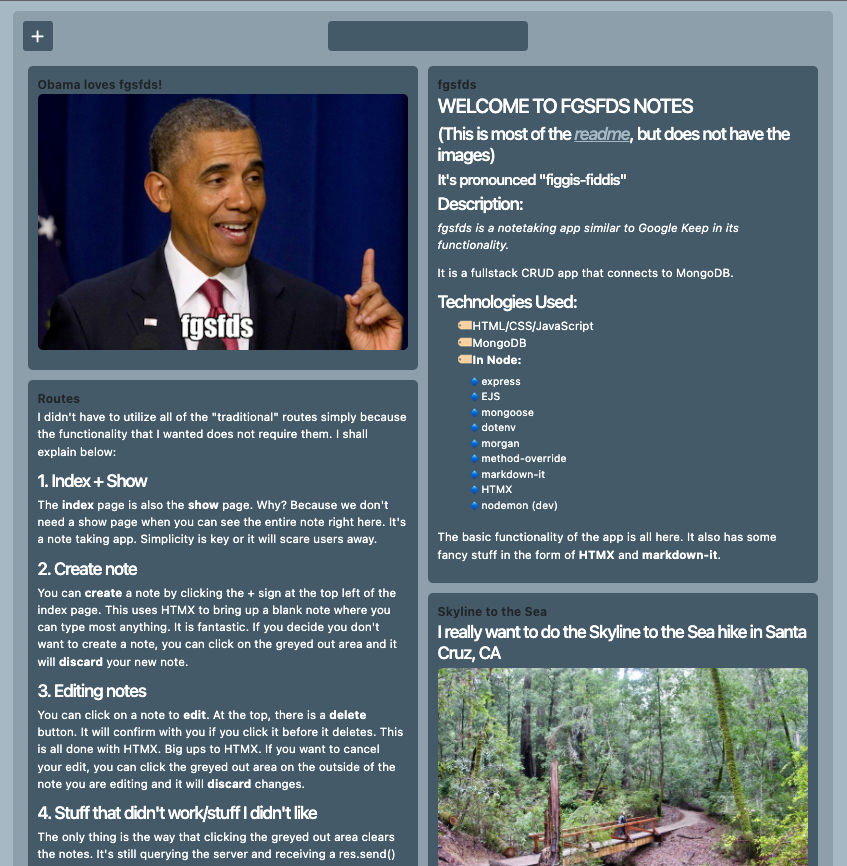 +
Obama loves fgsfds!
fgsfds
Routes
I didn't have to utilize all of the "traditional" routes simply because
the functionality that I wanted does not require them. I shall
explain below:
1. Index + Show
The index page is also the show page. Why? Because we don't
need a show page when you can see the entire note right here. It's
a note taking app. Simplicity is key or it will scare users away.
2. Create note
You can create a note by clicking the + sign at the top left of the
index page. This uses HTMX to bring up a blank note where you
can type most anything. It is fantastic. If you decide you don't
want to create a note, you can click on the greyed out area and it
will discard your new note.
3. Editing notes
You can click on a note to edit. At the top, there is a delete
button. It will confirm with you if you click it before it deletes. This
is all done with HTMX. Big ups to HTMX. If you want to cancel
your edit, you can click the greyed out area on the outside of the
note you are editing and it will discard changes.
4. Stuff that didn't work/stuff I didn't like
The only thing is the way that clicking the greyed out area clears
the notes. It's still querying the server and receiving a res.send()
fgsfds
WELCOME TO FGSFDS NOTES
(This is most of the readme, but does not have the
images)
It's pronounced "figgis-fiddis"
Description:
fgsfds is a notetaking app similar to Google Keep in its
functionality.
It is a fullstack CRUD app that connects to MongoDB.
Technologies Used:
HTML/CSS/JavaScript
MongoDB
In Node:
express
EJS
mongoose
dotenv
morgan
method-override
markdown-it
HTMX
nodemon (dev)
The basic functionality of the app is all here. It also has some
fancy stuff in the form of HTMX and markdown-it.
Skyline to the Sea
I really want to do the Skyline to the Sea hike in Santa
Cruz, CA